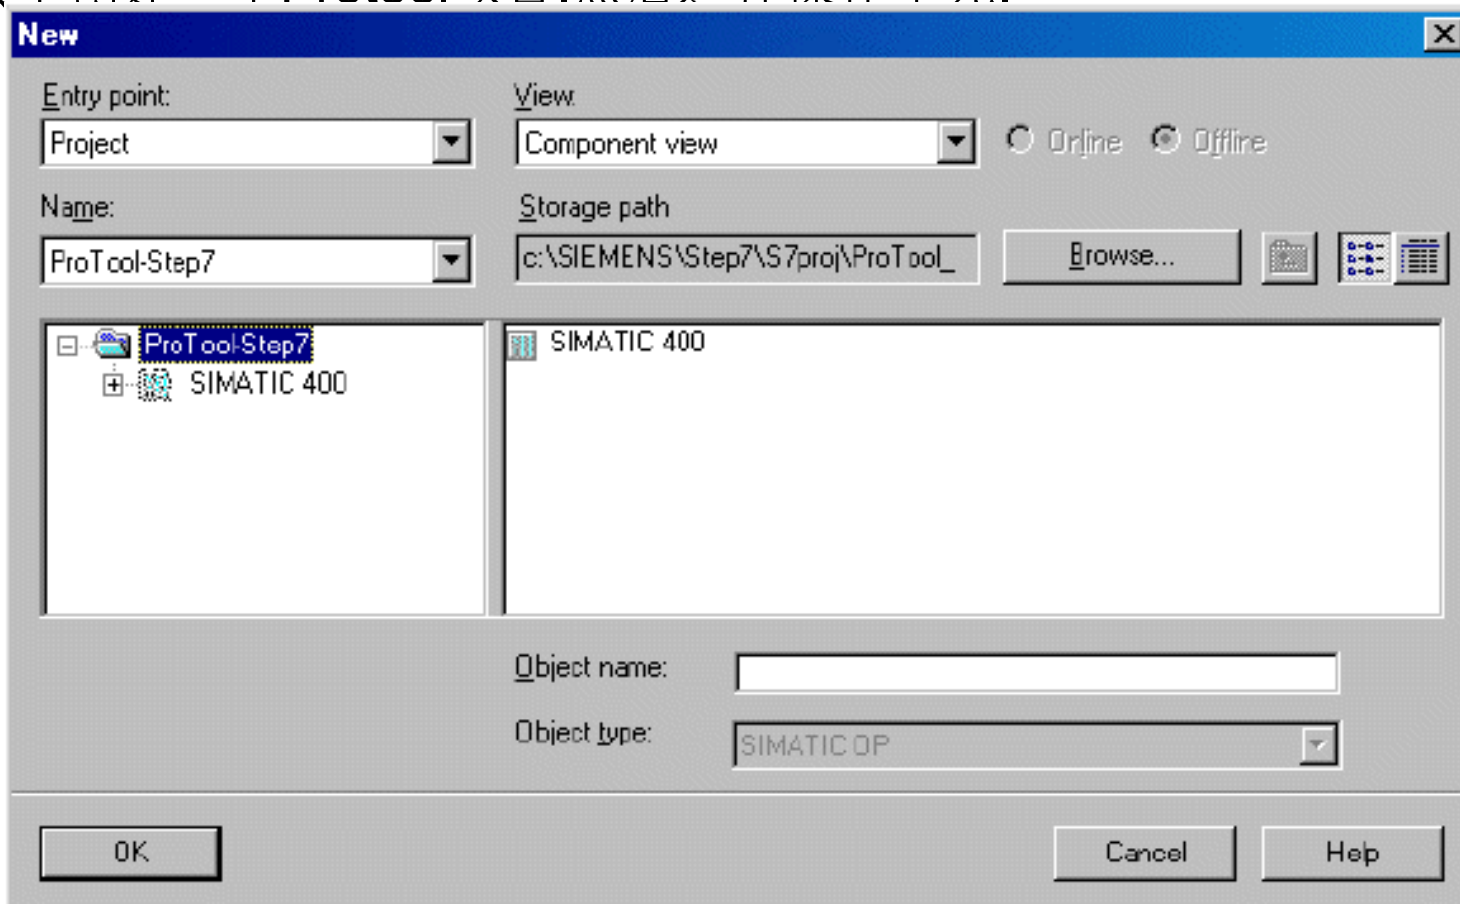 New
Entry point:
View:
Project
Component view
Online
Offline
Name:
Storage path
ProTool-Step7
c:\SIEMENS\Step7\S7proj\ProTool_
Browse...
ProTool-Step7
SIMATIC 400
SIMATIC 400
Object name:
Object type:
SIMATIC OP
OK
Cancel
Help